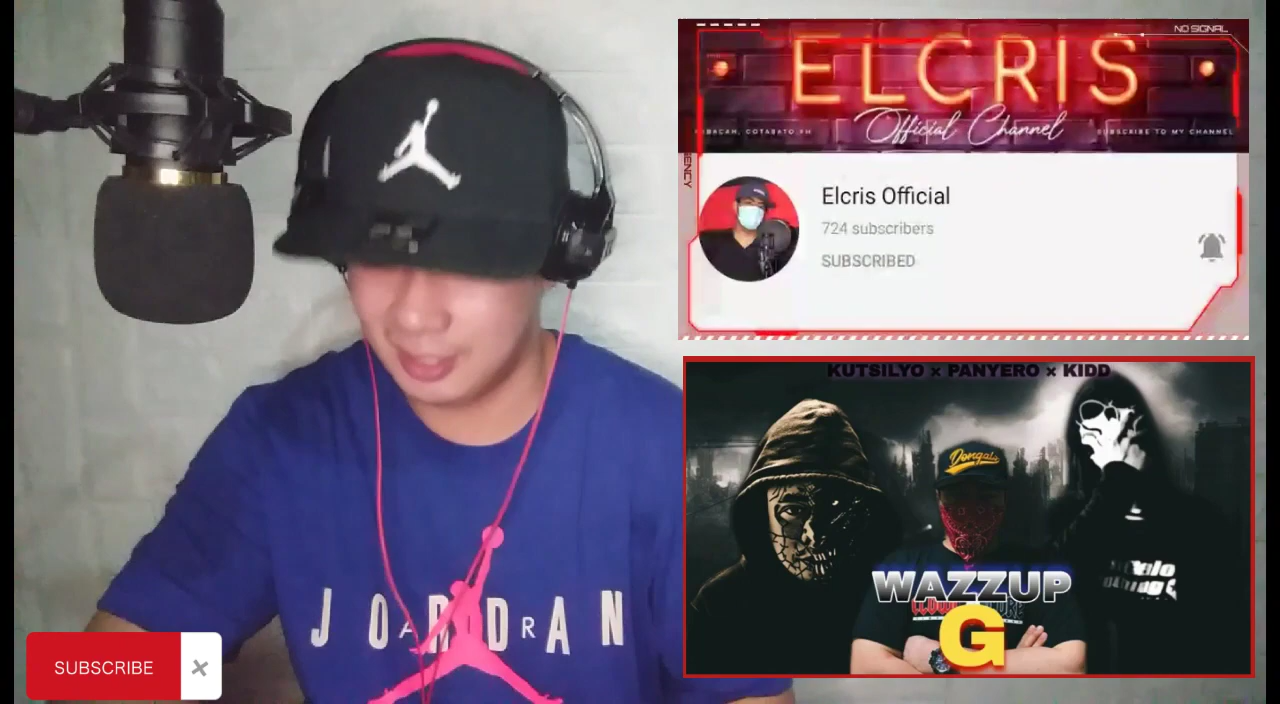 NO SIGNAL
ELCRIS
Official Channel
SUBSCRIBE TO MY CHANNEL
Elcris Official
724 subscribers
SUBSCRIBED
KUTSILYO × PANYERO × KIDD
Dongalo
WAZZUP
G
JORDAN
SUBSCRIBE